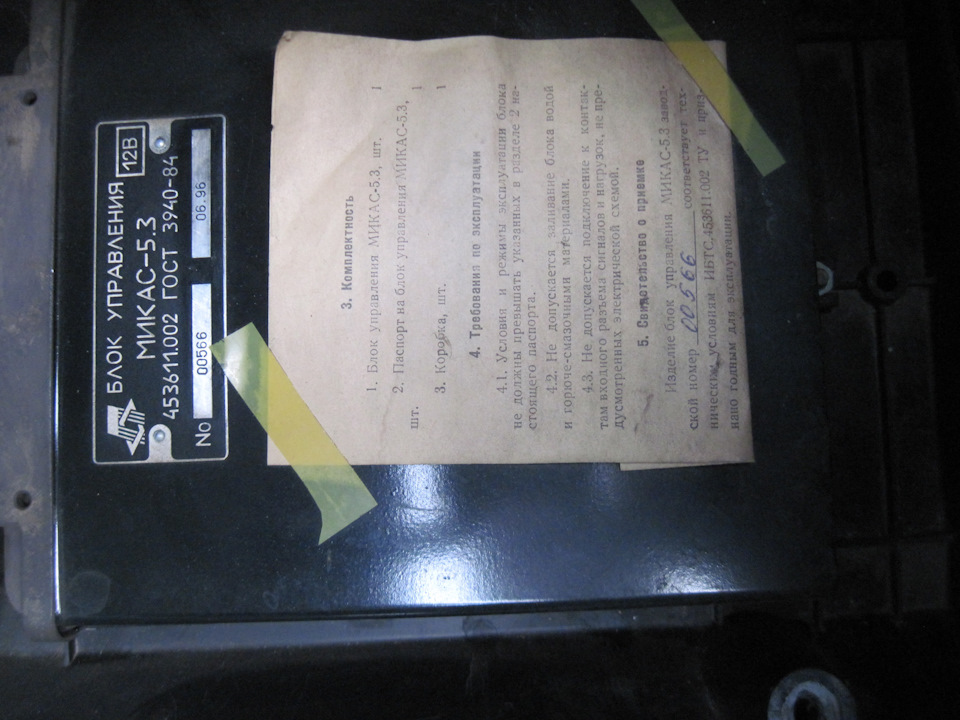 БЛОК УПРАВЛЕНИЯ 12В
МИКАС-5.3
453611.002 ГОСТ 3940-84
No 00566 06.96
3. Комплектность
1. Блок управления МИКАС-5.3, шт. 1
2. Паспорт на блок управления МИКАС-5.3,
шт. 1
3. Коробка, шт. 1
4. Требования по эксплуатации
4.1. Условия и режимы эксплуатации блока
не должны превышать указанных в разделе 2 на-
стоящего паспорта.
4.2. Не допускается заливание блока водой
и горюче-смазочными материалами.
4.3. Не допускается подключение к контак-
там входного разъема сигналов и нагрузок, не пре-
дусмотренных электрической схемой.
5. Свидетельство о приемке
Изделие блок управления МИКАС-5.3 завод-
ской номер 00566 соответствует тех-
ническим условиям ИБТС.453611.002 ТУ и приз-
нано годным для эксплуатации.